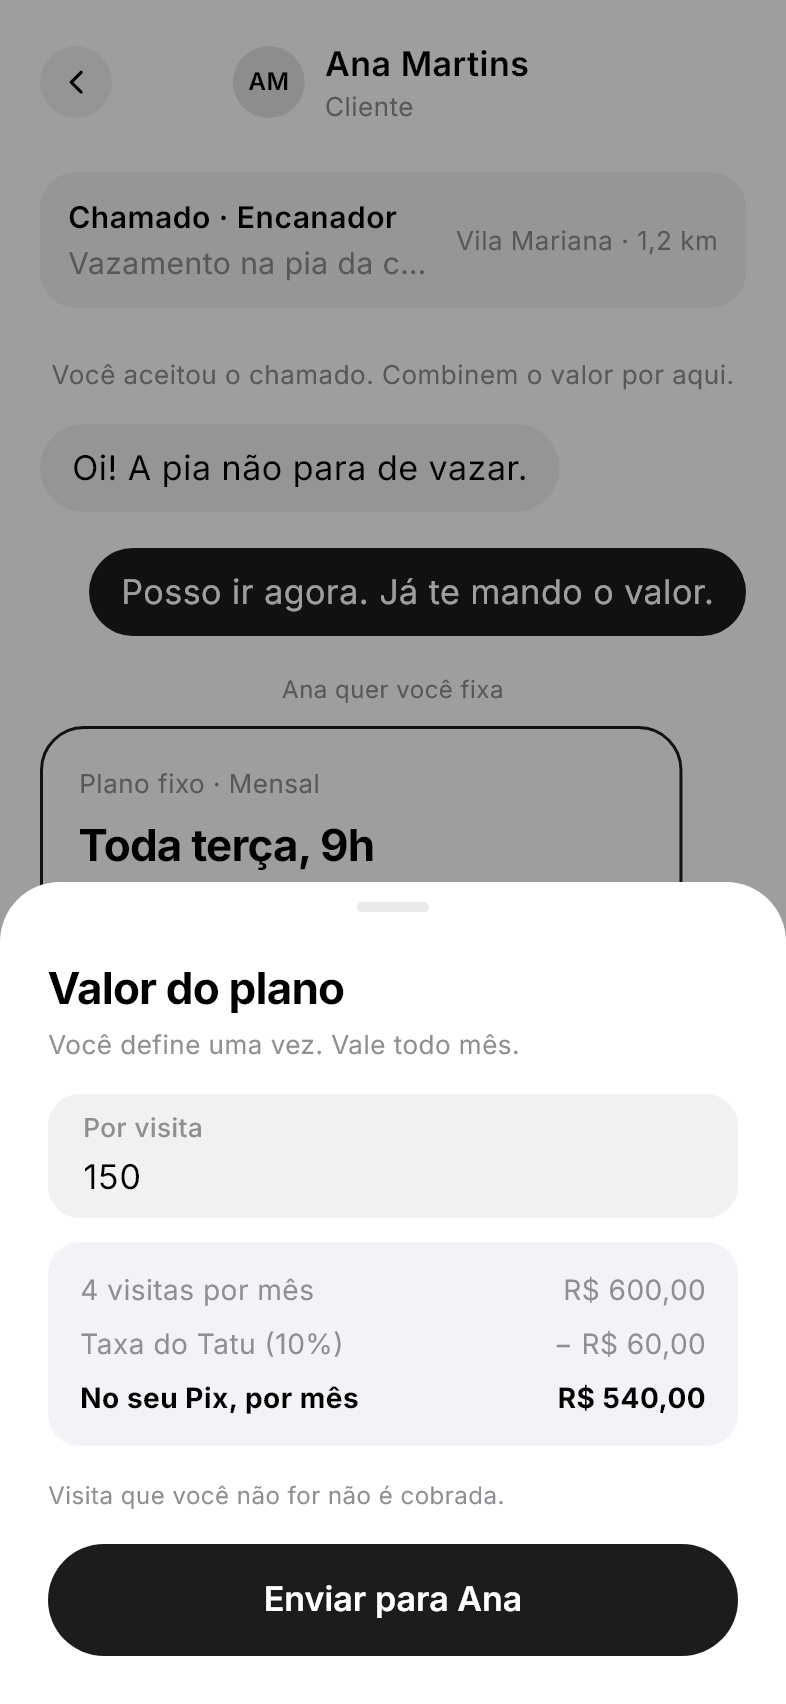 AM
Ana Martins
Cliente
Chamado · Encanador
Vazamento na pia da c...
Vila Mariana · 1,2 km
Você aceitou o chamado. Combinem o valor por aqui.
Oi! A pia não para de vazar.
Posso ir agora. Já te mando o valor.
Ana quer você fixa
Plano fixo · Mensal
Toda terça, 9h
Valor do plano
Você define uma vez. Vale todo mês.
Por visita
150
4 visitas por mês R$ 600,00
Taxa do Tatu (10%) – R$ 60,00
No seu Pix, por mês R$ 540,00
Visita que você não for não é cobrada.
Enviar para Ana